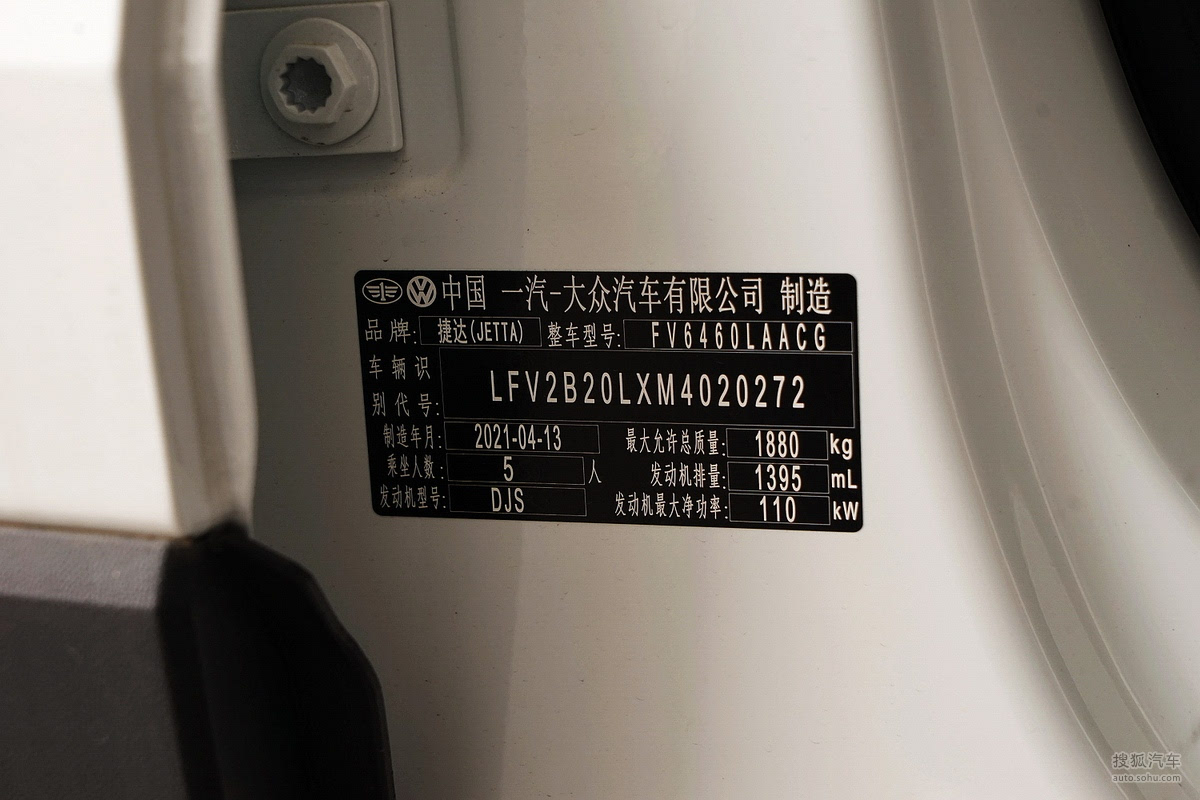 中国 一汽-大众汽车有限公司 制造
品牌: 捷达(JETTA) 整车型号: FV6460LAACG
车辆识别代号: LFV2B20LXM4020272
制造年月: 2021-04-13 最大允许总质量: 1880 kg
乘坐人数: 5 人 发动机排量: 1395 mL
发动机型号: DJS 发动机最大净功率: 110 kW
搜狐汽车
auto.sohu.com